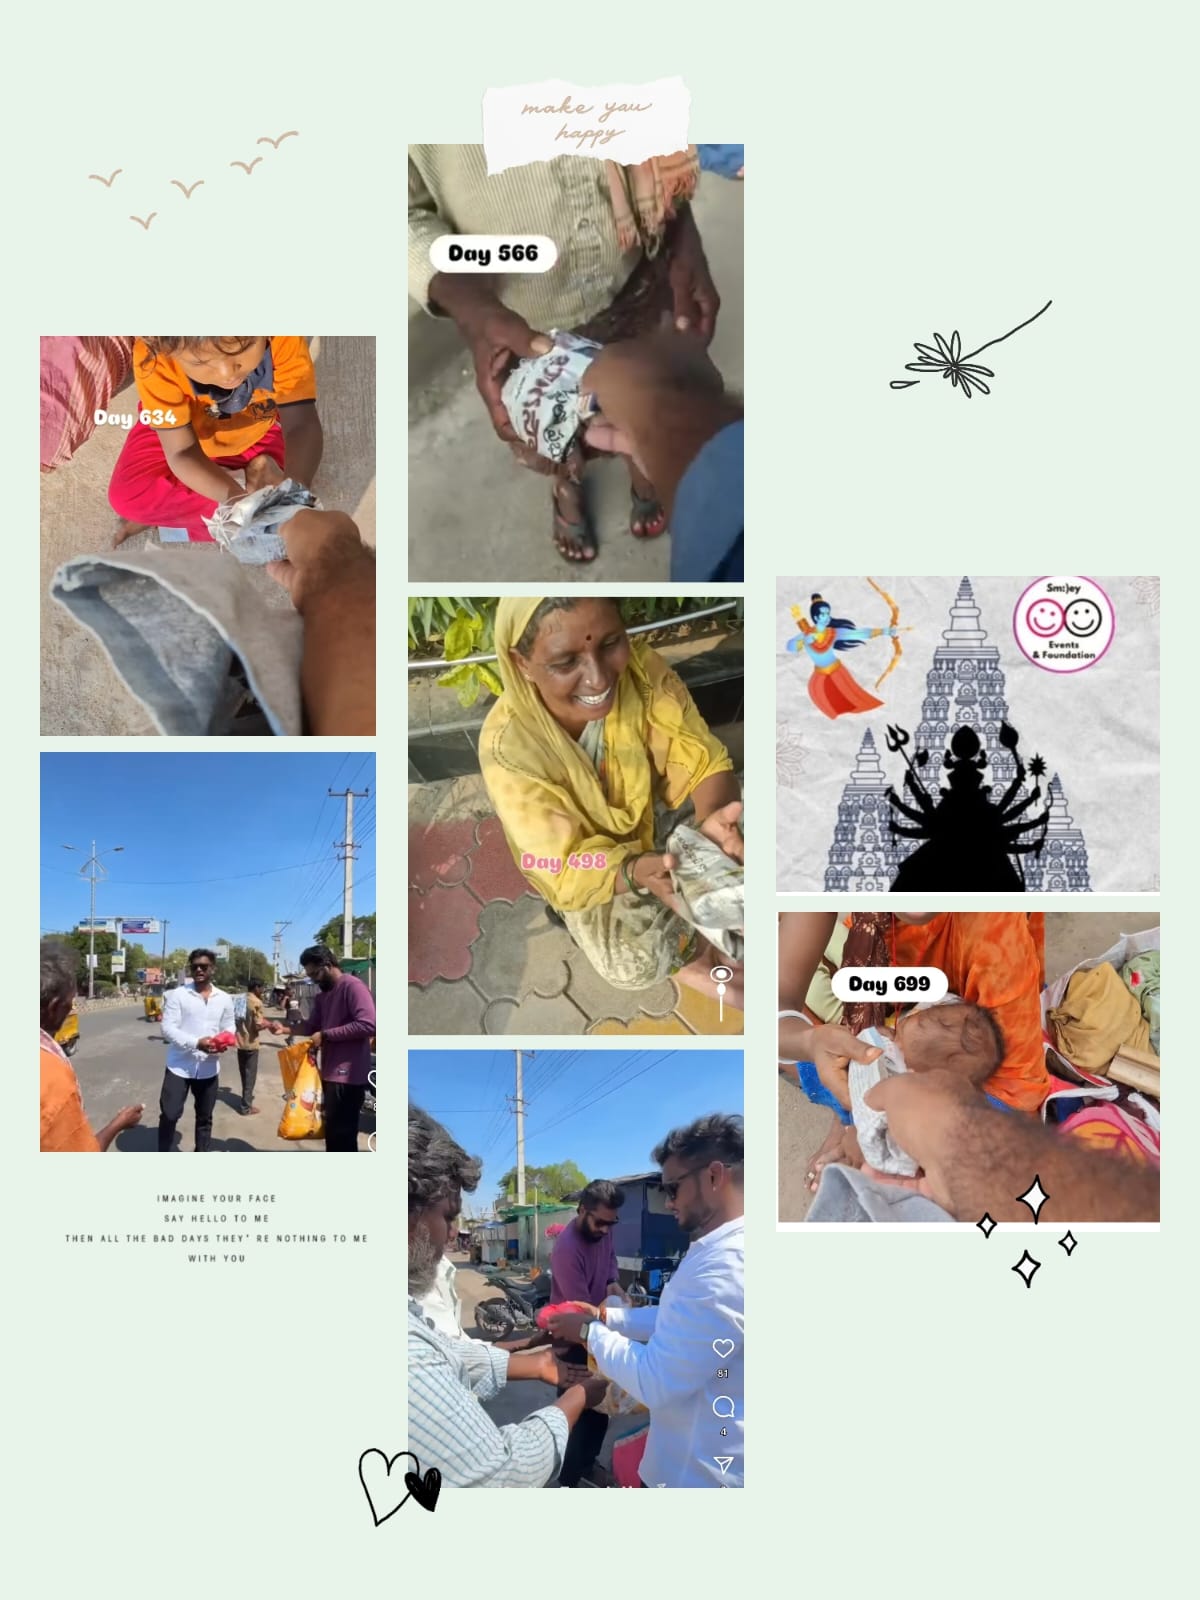 make you
happy
Day 566
Day 634
Day 498
Sm:)ey
Events
& Foundation
Day 699
IMAGINE YOUR FACE
SAY HELLO TO ME
THEN ALL THE BAD DAYS THEY' RE NOTHING TO ME
WITH YOU
81
4